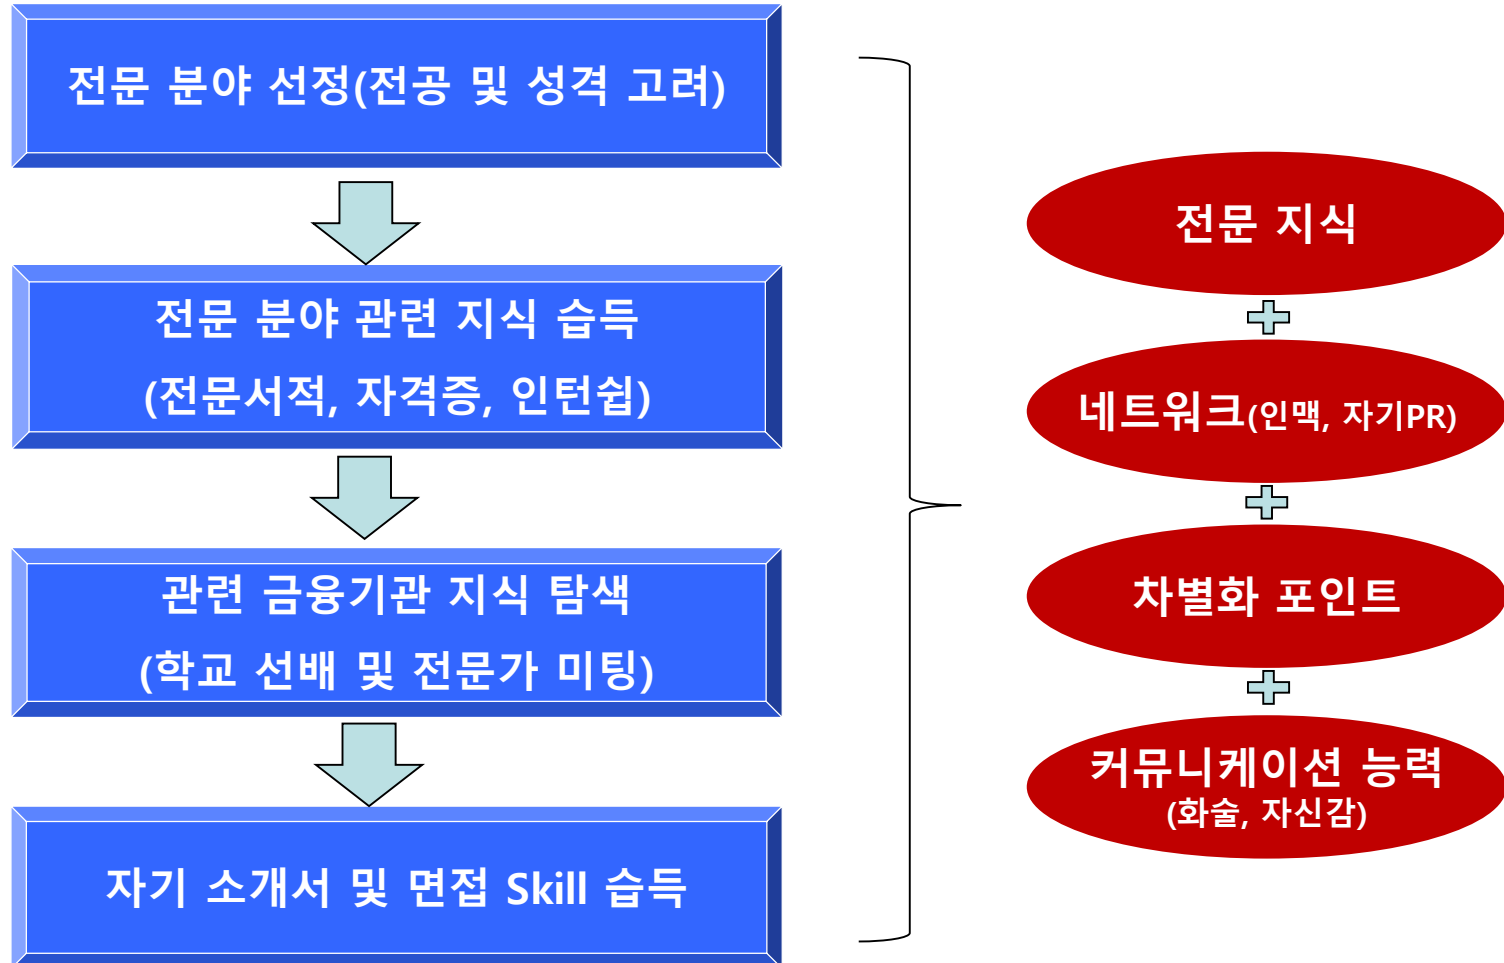 전문 분야 선정(전공 및 성격 고려)
전문 분야 관련 지식 습득
(전문서적, 자격증, 인턴쉽)
관련 금융기관 지식 탐색
(학교 선배 및 전문가 미팅)
자기 소개서 및 면접 Skill 습득
전문 지식
네트워크(인맥, 자기PR)
차별화 포인트
커뮤니케이션 능력
(화술, 자신감)